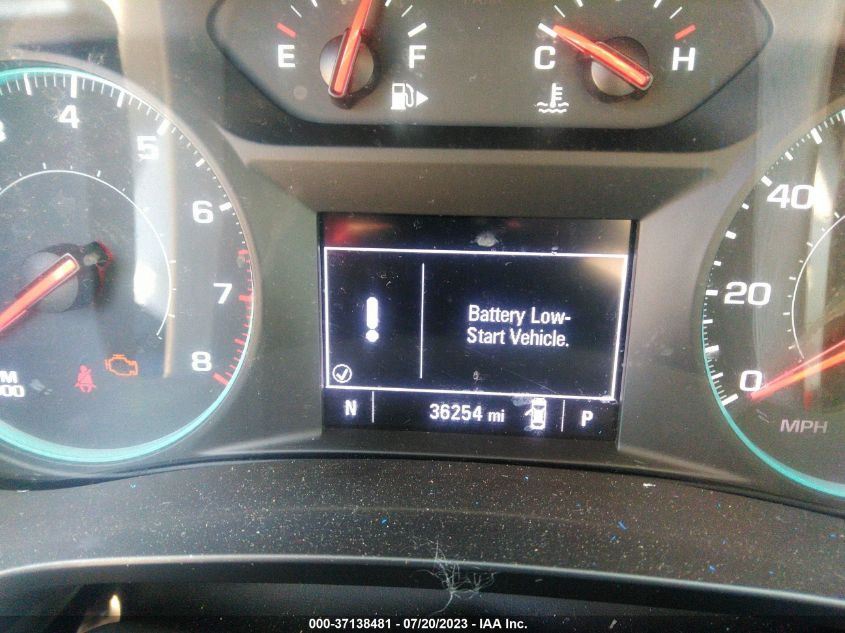 E F C H
3 4 5 6 7 8
40 20 0
MPH
Battery Low-
Start Vehicle.
N 36254 mi P
000-37138481 - 07/20/2023 - IAA Inc.